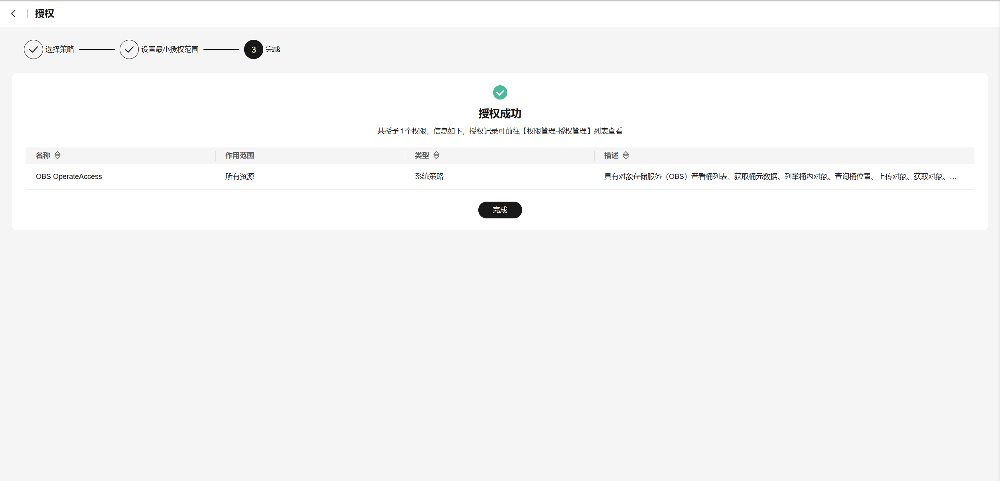 授权
选择策略
设置最小授权范围
3 完成
授权成功
共授予1个权限，信息如下，授权记录可前往【权限管理-授权管理】列表查看
名称 作用范围 类型 描述
OBS OperateAccess 所有资源 系统策略 具有对象存储服务（OBS）查看桶列表、获取桶元数据、列举桶内对象、查询桶位置、上传对象、获取对象、...
完成